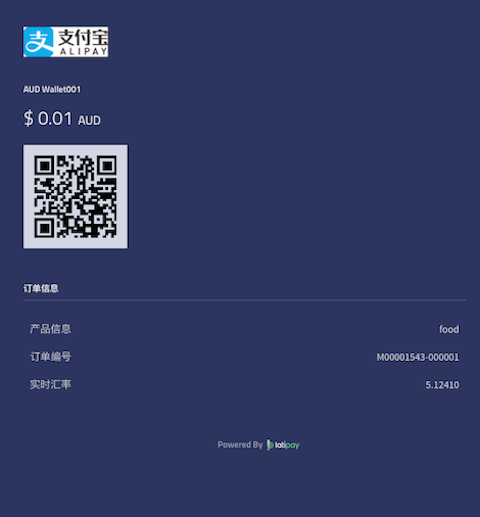 支付宝
ALIPAY
AUD Wallet001
$ 0.01 AUD
订单信息
产品信息 food
订单编号 M00001543-000001
实时汇率 5.12410
Powered By latipay